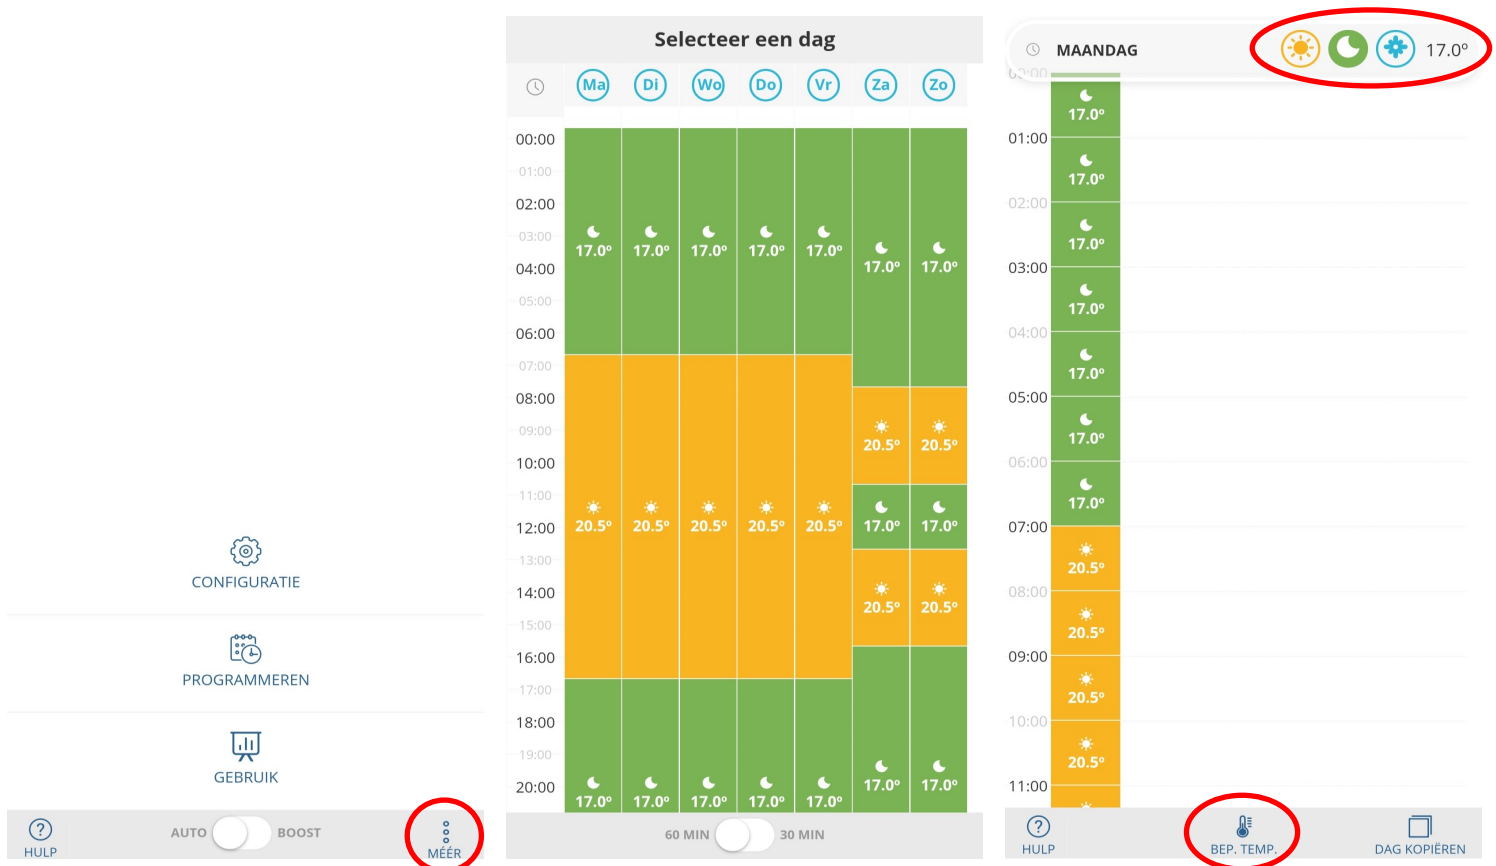 CONFIGURATIE
PROGRAMMEREN
GEBRUIK
HULP
AUTO BOOST
MÉÉR
Selecteer een dag
Ma Di Wo Do Vr Za Zo
00:00
01:00
02:00
03:00
17.0° 17.0° 17.0° 17.0° 17.0°
04:00 17.0° 17.0°
05:00
06:00
07:00
08:00
09:00
20.5° 20.5°
10:00
11:00
12:00 20.5° 20.5° 20.5° 20.5° 20.5° 17.0° 17.0°
13:00
14:00
20.5° 20.5°
15:00
16:00
17:00
18:00
19:00
20:00 17.0° 17.0°
17.0° 17.0° 17.0° 17.0° 17.0°
60 MIN 30 MIN
MAANDAG 17.0°
00:00
17.0°
01:00
17.0°
02:00
17.0°
03:00
17.0°
04:00
17.0°
05:00
17.0°
06:00
17.0°
07:00
20.5°
08:00
20.5°
09:00
20.5°
10:00
20.5°
11:00
HULP
BEP. TEMP.
DAG KOPIËREN